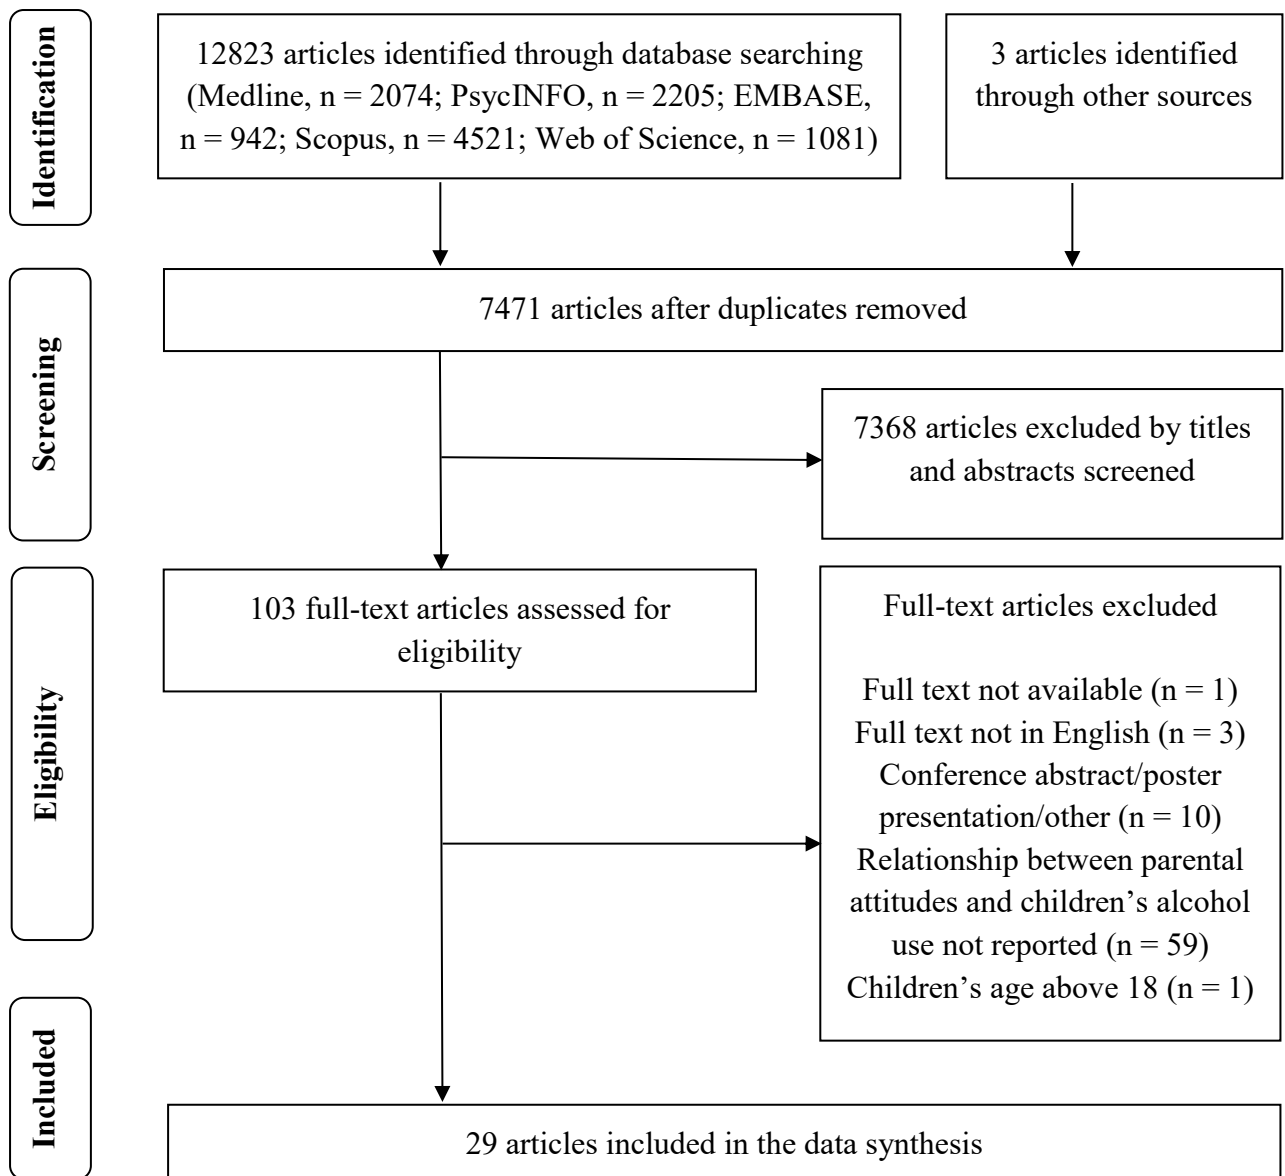 Identification
12823 articles identified through database searching
(Medline, n = 2074; PsycINFO, n = 2205; EMBASE,
n = 942; Scopus, n = 4521; Web of Science, n = 1081)
3 articles identified
through other sources
Screening
7471 articles after duplicates removed
7368 articles excluded by titles
and abstracts screened
Eligibility
103 full-text articles assessed for
eligibility
Full-text articles excluded
Full text not available (n = 1)
Full text not in English (n = 3)
Conference abstract/poster
presentation/other (n = 10)
Relationship between parental
attitudes and children’s alcohol
use not reported (n = 59)
Children’s age above 18 (n = 1)
Included
29 articles included in the data synthesis